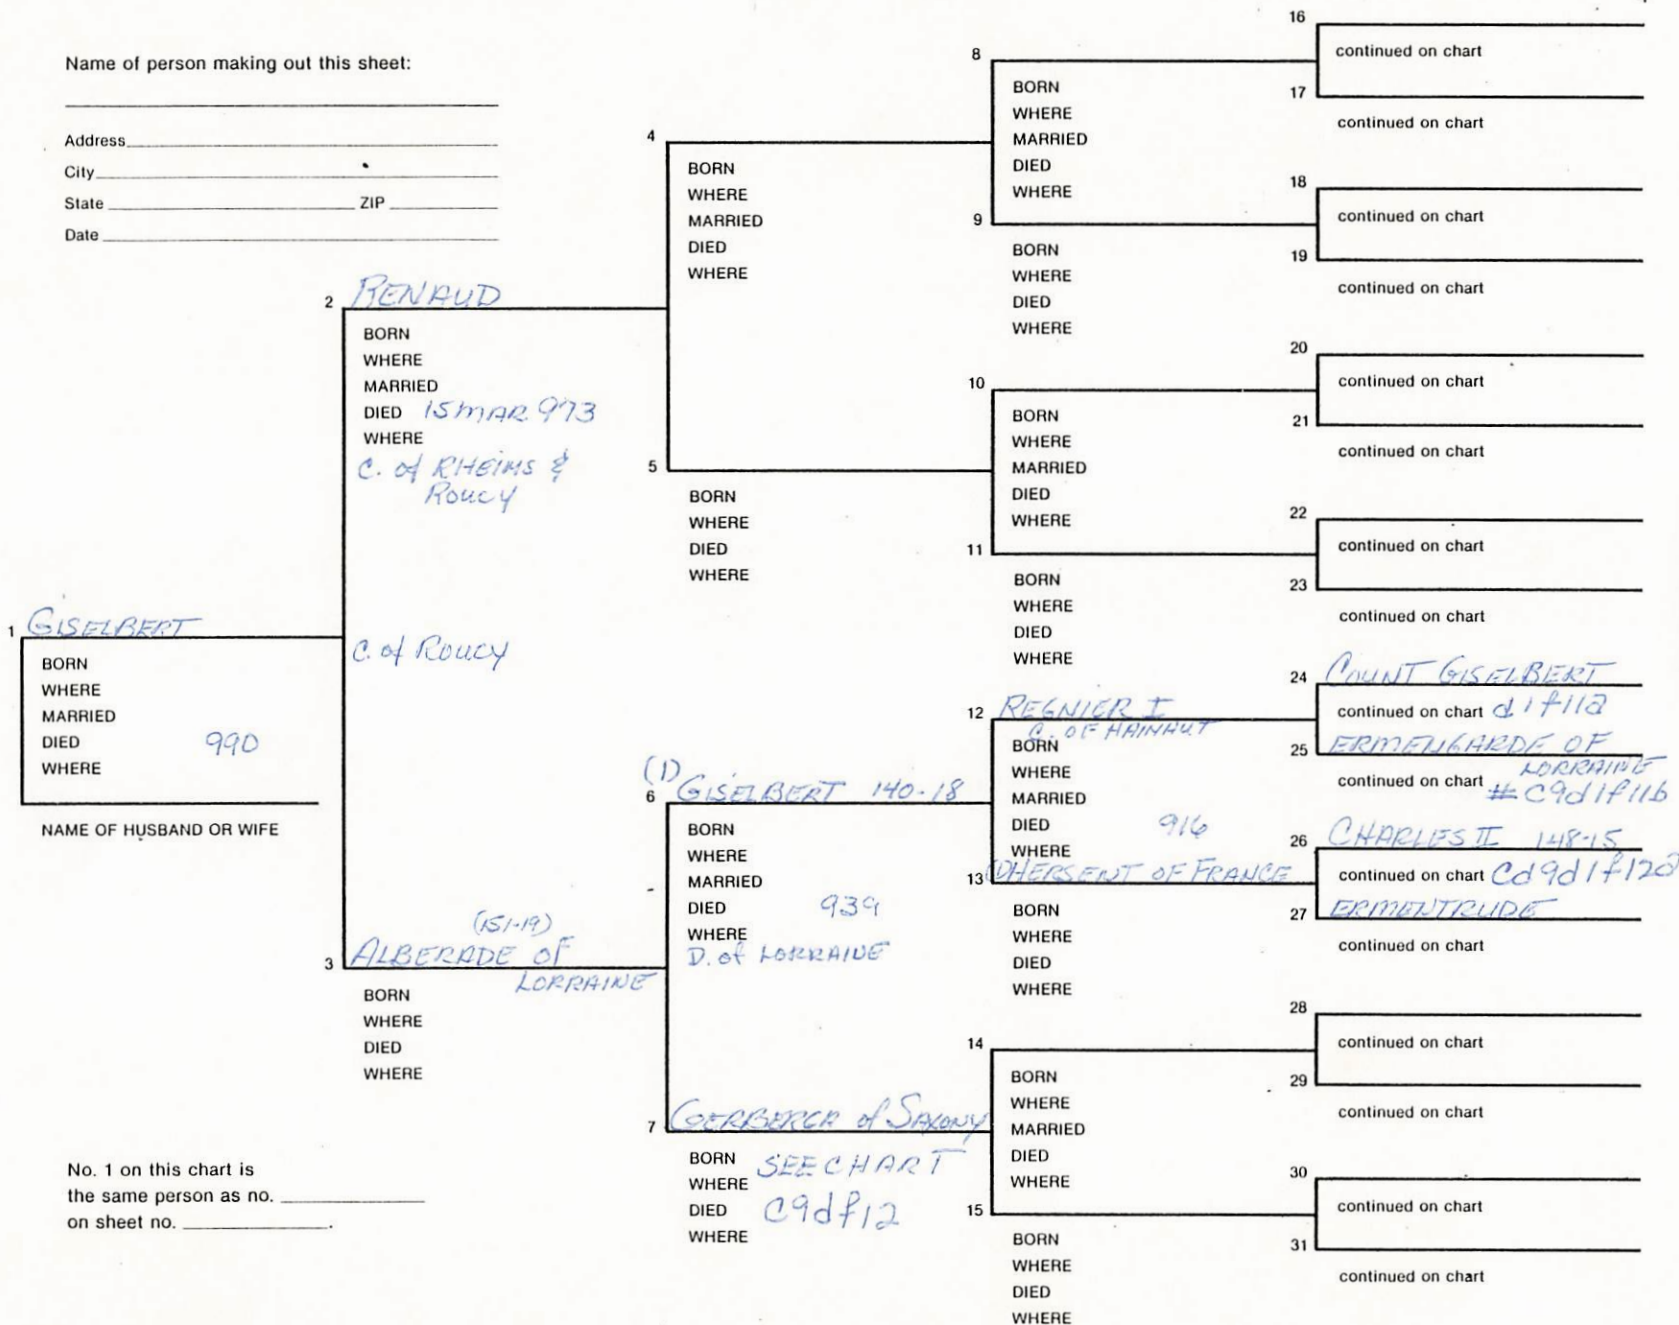 Name of person making out this sheet:
Address
City
State ZIP
Date
1 GISELBERT
BORN
WHERE
MARRIED
DIED 990
WHERE
NAME OF HUSBAND OR WIFE
C. of ROUCY
2 RENAUD
BORN
WHERE
MARRIED
DIED 15 MAR 973
WHERE
C. of RHEIMS &
ROUCY
(151-19)
3 ALBERADE OF
LORRAINE
BORN
WHERE
DIED
WHERE
No. 1 on this chart is
the same person as no.
on sheet no. .
4
BORN
WHERE
MARRIED
DIED
WHERE
5
BORN
WHERE
DIED
WHERE
(1)
6 GISELBERT 140-18
BORN
WHERE
MARRIED
DIED 939
WHERE
D. of LORRAINE
7 GERBERGA of SAXONY
BORN SEE CHART
WHERE
DIED C9df12
WHERE
8
BORN
WHERE
MARRIED
DIED
WHERE
9
BORN
WHERE
DIED
WHERE
10
BORN
WHERE
MARRIED
DIED
WHERE
11
BORN
WHERE
DIED
WHERE
12 REGNIER I
C. OF HAINAUT
BORN
WHERE
MARRIED
DIED 916
WHERE
13 (1) HERSENT OF FRANCE
BORN
WHERE
DIED
WHERE
14
BORN
WHERE
MARRIED
DIED
WHERE
15
BORN
WHERE
DIED
WHERE
16
continued on chart
17
continued on chart
18
continued on chart
19
continued on chart
20
continued on chart
21
continued on chart
22
continued on chart
23
continued on chart
24 COUNT GISELBERT
continued on chart d1f11a
25 ERMENGARDE OF
LORRAINE
continued on chart # C9d1f11b
26 CHARLES II 148-15
continued on chart Cd9d1f12a
27 ERMENTRUDE
continued on chart
28
continued on chart
29
continued on chart
30
continued on chart
31
continued on chart